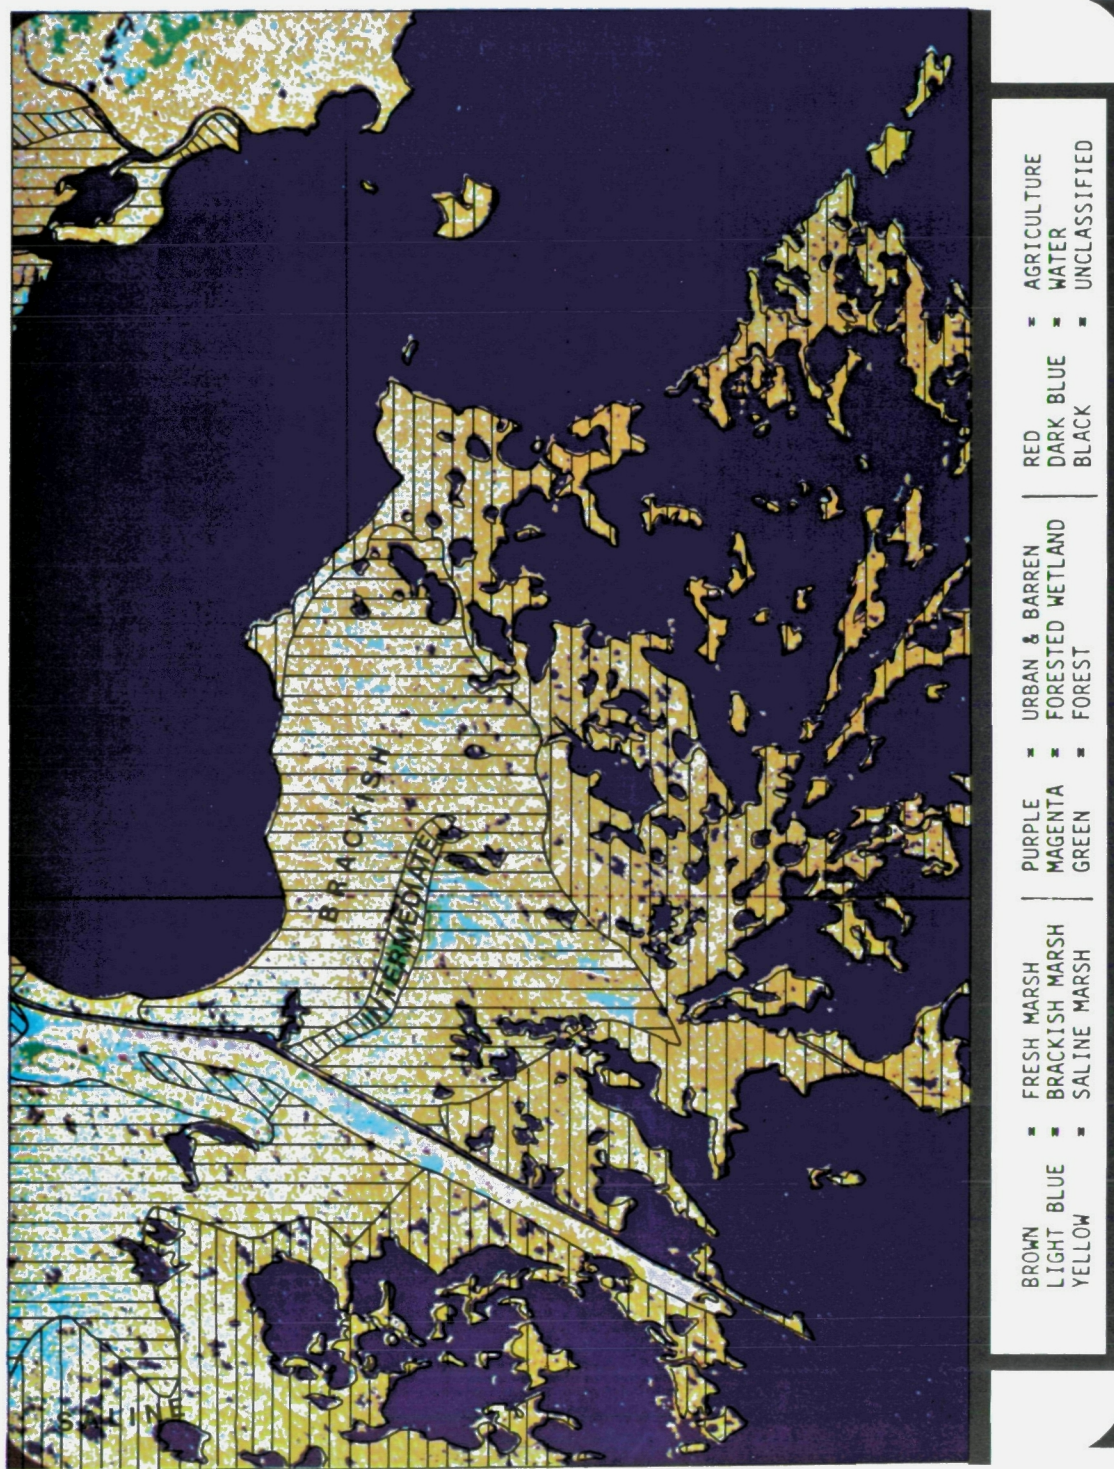 SALINE
BRACKISH
INTERMEDIATE
BROWN = FRESH MARSH | PURPLE = URBAN & BARREN | RED = AGRICULTURE
LIGHT BLUE = BRACKISH MARSH | MAGENTA = FORESTED WETLAND | DARK BLUE = WATER
YELLOW = SALINE MARSH | GREEN = FOREST | BLACK = UNCLASSIFIED